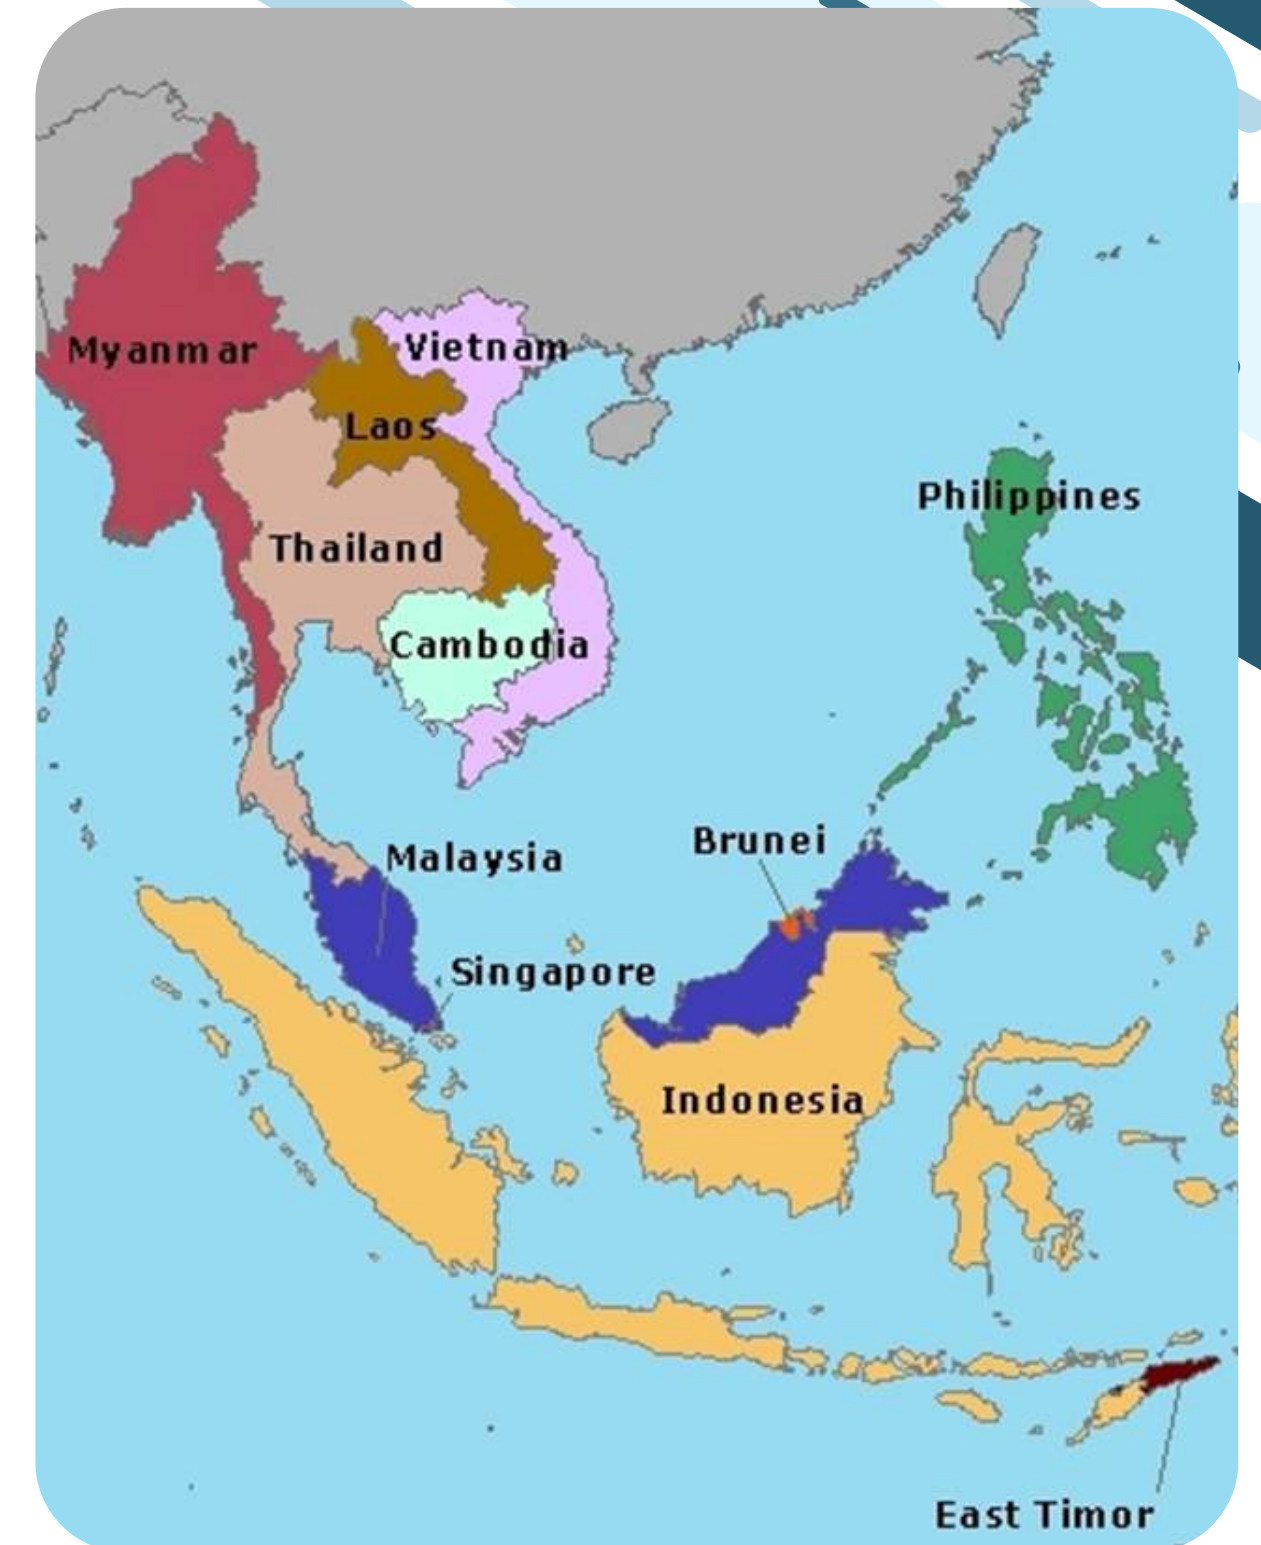 Myanmar
Vietnam
Laos
Philippines
Thailand
Cambodia
Brunei
Malaysia
Singapore
Indonesia
East Timor